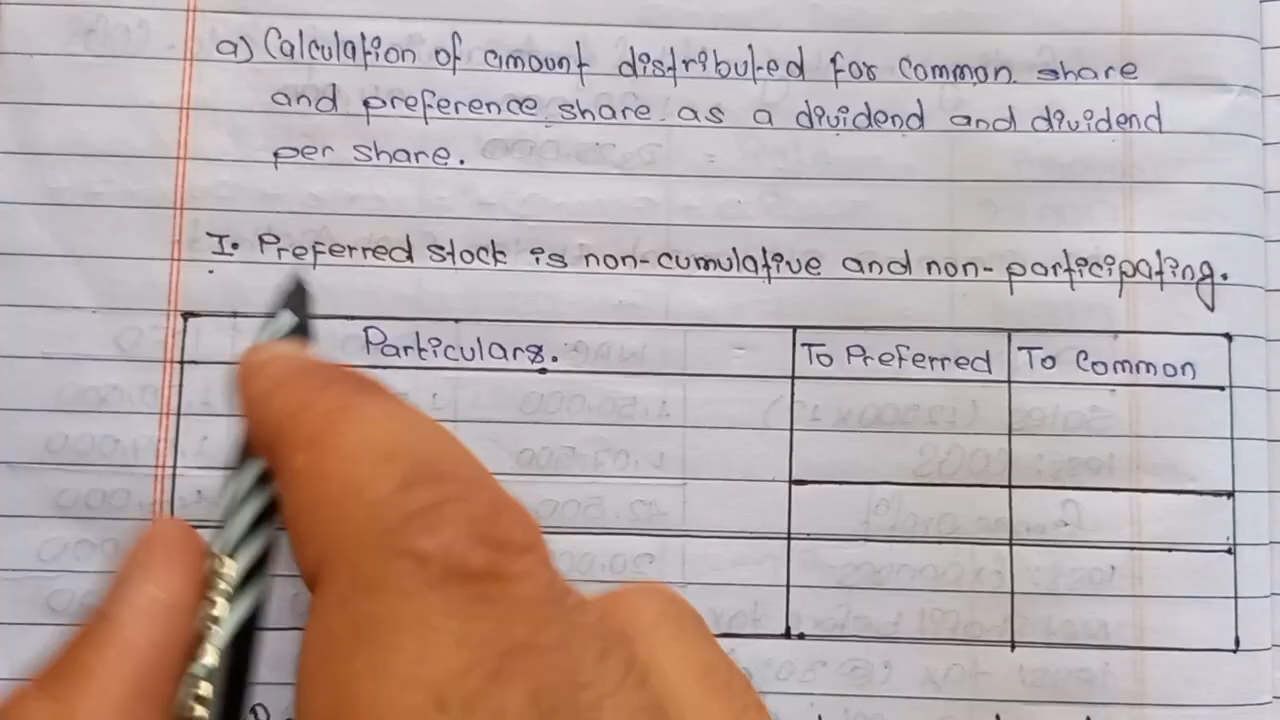 a) Calculation of amount distributed for common share
and preference share as a dividend and dividend
per share.
I. Preferred stock is non-cumulative and non-participating.
Particulars. To Preferred To Common